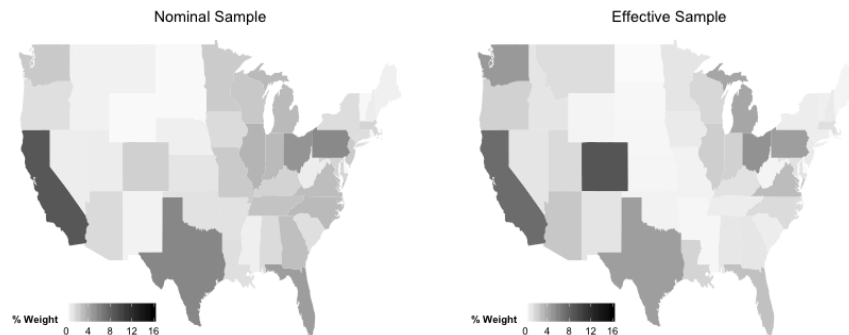 Nominal Sample
Effective Sample
% Weight
0 4 8 12 16
% Weight
0 4 8 12 16